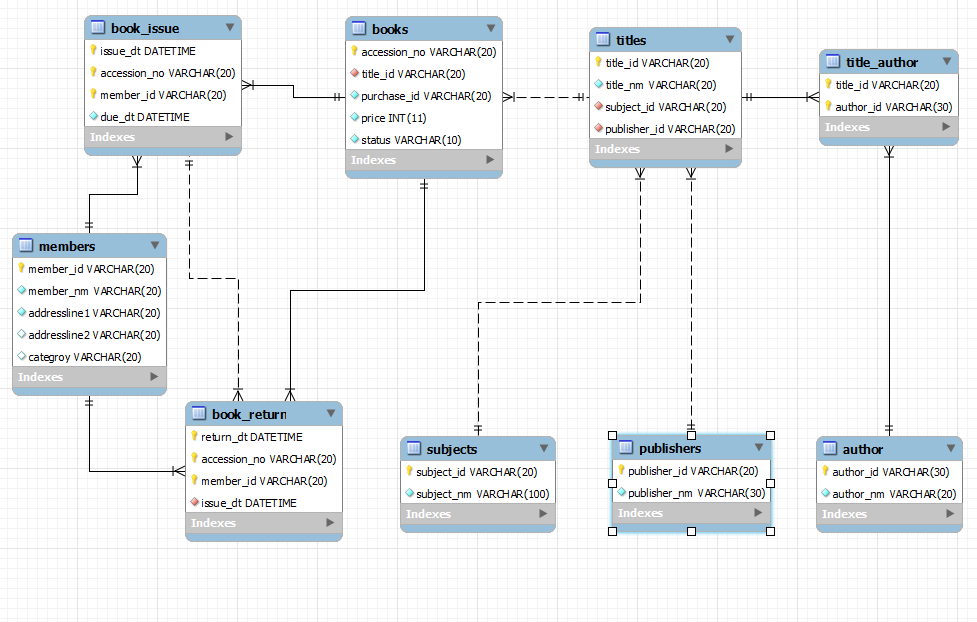 book_issue
issue_dt DATETIME
accession_no VARCHAR(20)
member_id VARCHAR(20)
due_dt DATETIME
Indexes
books
accession_no VARCHAR(20)
title_id VARCHAR(20)
purchase_id VARCHAR(20)
price INT(11)
status VARCHAR(10)
Indexes
titles
title_id VARCHAR(20)
title_nm VARCHAR(20)
subject_id VARCHAR(20)
publisher_id VARCHAR(20)
Indexes
title_author
title_id VARCHAR(20)
author_id VARCHAR(30)
Indexes
members
member_id VARCHAR(20)
member_nm VARCHAR(20)
addressline1 VARCHAR(20)
addressline2 VARCHAR(20)
categroy VARCHAR(20)
Indexes
book_return
return_dt DATETIME
accession_no VARCHAR(20)
member_id VARCHAR(20)
issue_dt DATETIME
Indexes
subjects
subject_id VARCHAR(20)
subject_nm VARCHAR(100)
Indexes
publishers
publisher_id VARCHAR(20)
publisher_nm VARCHAR(30)
Indexes
author
author_id VARCHAR(30)
author_nm VARCHAR(20)
Indexes